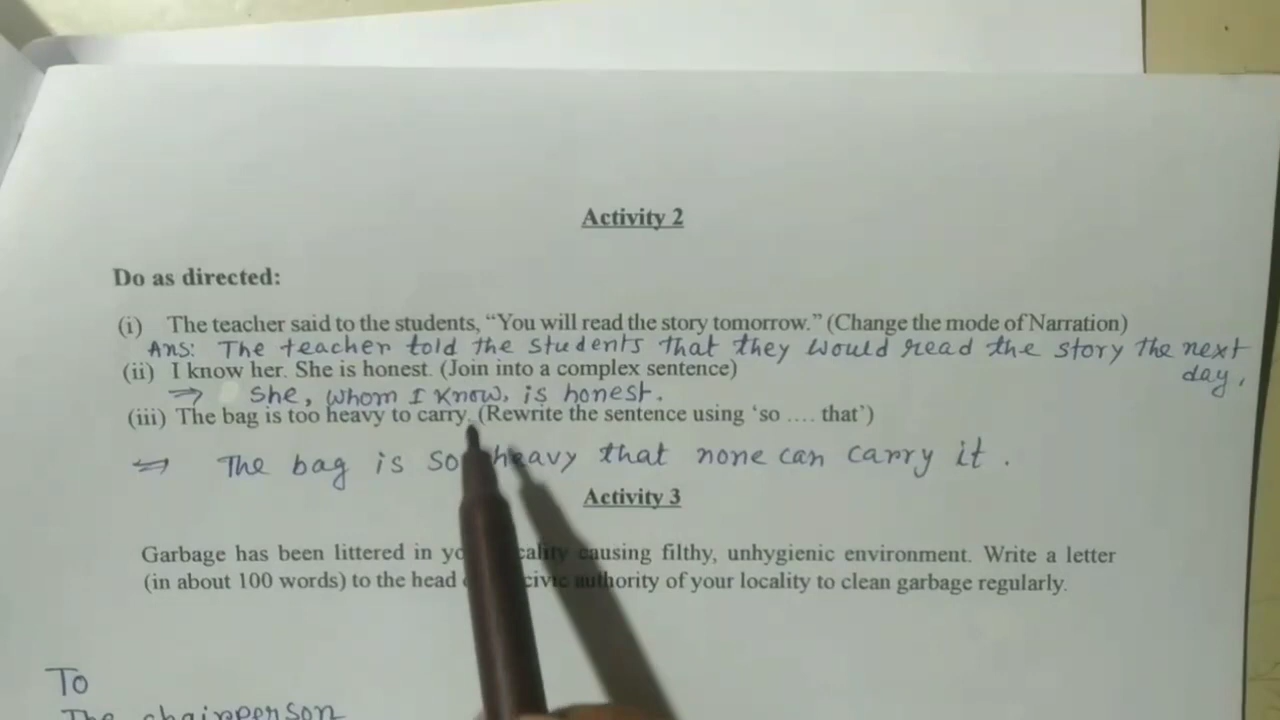 Activity 2
Do as directed:
(i) The teacher said to the students, “You will read the story tomorrow.” (Change the mode of Narration)
Ans: The teacher told the students that they would read the story the next
day.
(ii) I know her. She is honest. (Join into a complex sentence)
⇒ She, whom I know, is honest.
(iii) The bag is too heavy to carry. (Rewrite the sentence using ‘so .... that’)
⇒ The bag is so heavy that none can carry it.
Activity 3
Garbage has been littered in causing filthy, unhygienic environment. Write a letter
(in about 100 words) to the head civic authority of your locality to clean garbage regularly.
To
The chairperson